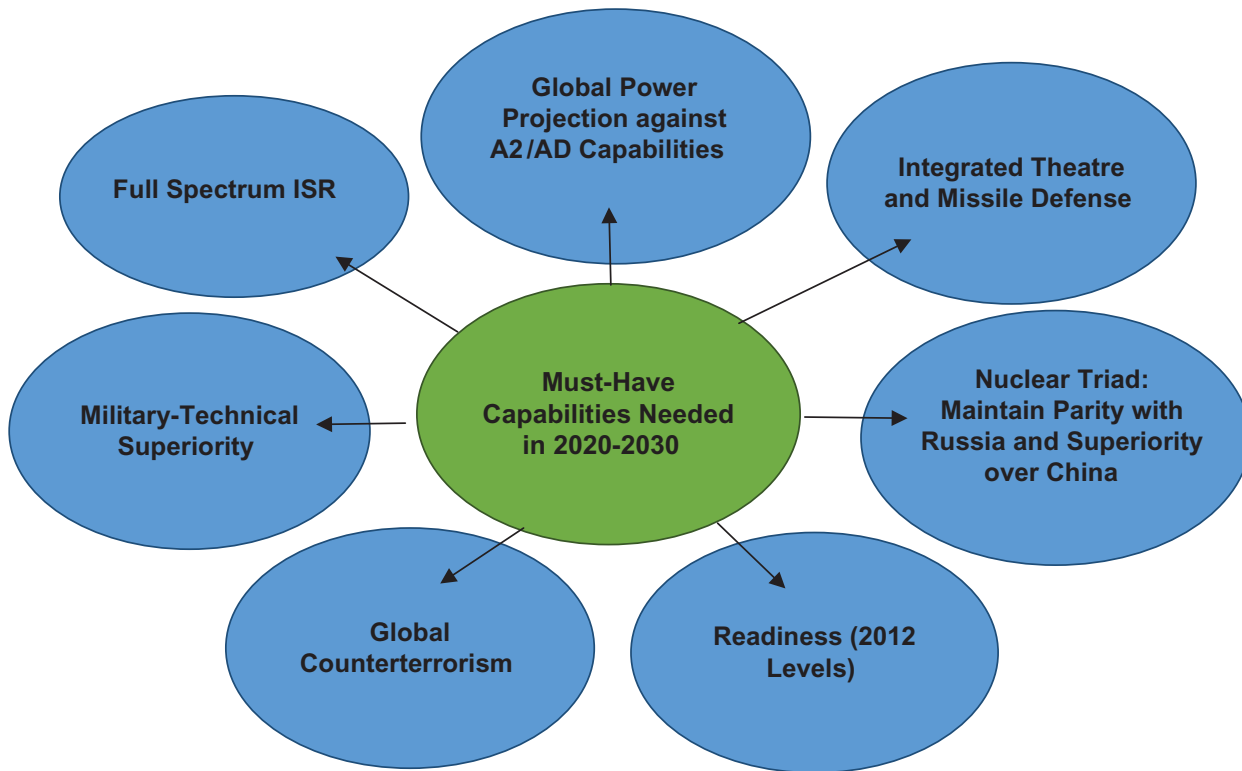 Global Power
Projection against
A2/AD Capabilities
Full Spectrum ISR
Integrated Theatre
and Missile Defense
Must-Have
Capabilities Needed
in 2020-2030
Military-Technical
Superiority
Nuclear Triad:
Maintain Parity with
Russia and Superiority
over China
Global
Counterterrorism
Readiness (2012
Levels)